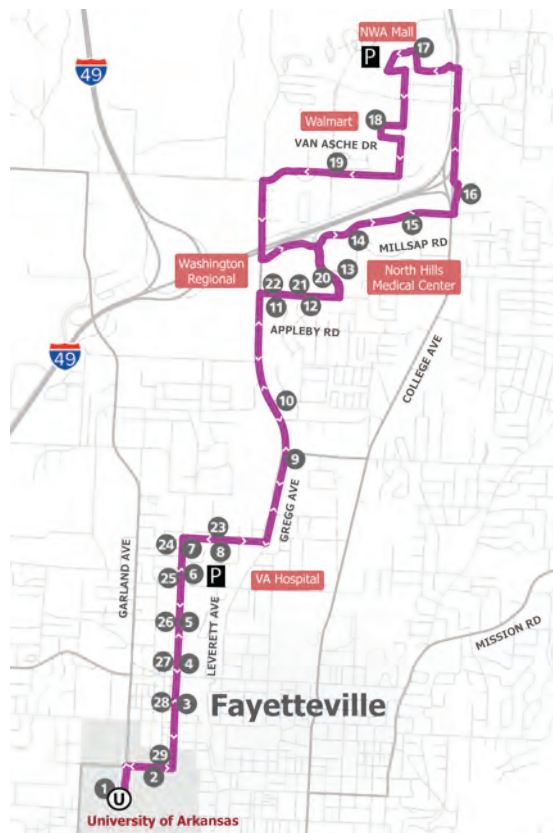 NWA Mall
17
P
49
Walmart
18
VAN ASCHE DR
19
16
15
14
MILLSAP RD
Washington
Regional
20
13
North Hills
Medical Center
22
21
11
12
APPLEBY RD
49
COLLEGE AVE
10
9
GREGG AVE
23
24
7
8
GARLAND AVE
25
6
P
VA Hospital
LEVERETT AVE
26
5
MISSION RD
27
4
28
3
Fayetteville
29
2
1
U
University of Arkansas